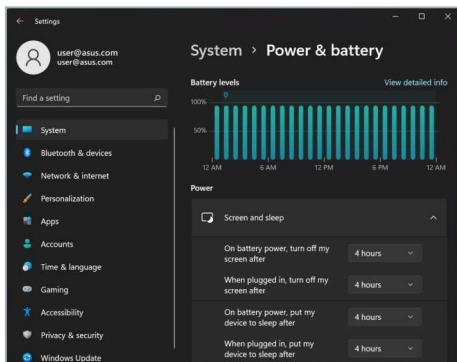 Settings
user@asus.com
user@asus.com
Find a setting
System
Bluetooth & devices
Network & internet
Personalization
Apps
Accounts
Time & language
Gaming
Accessibility
Privacy & security
Windows Update
System > Power & battery
Battery levels
View detailed info
100%
50%
12 AM 6 AM 12 PM 6 PM 12 AM
Power
Screen and sleep
On battery power, turn off my
screen after
4 hours
When plugged in, turn off my
screen after
4 hours
On battery power, put my
device to sleep after
4 hours
When plugged in, put my
device to sleep after
4 hours